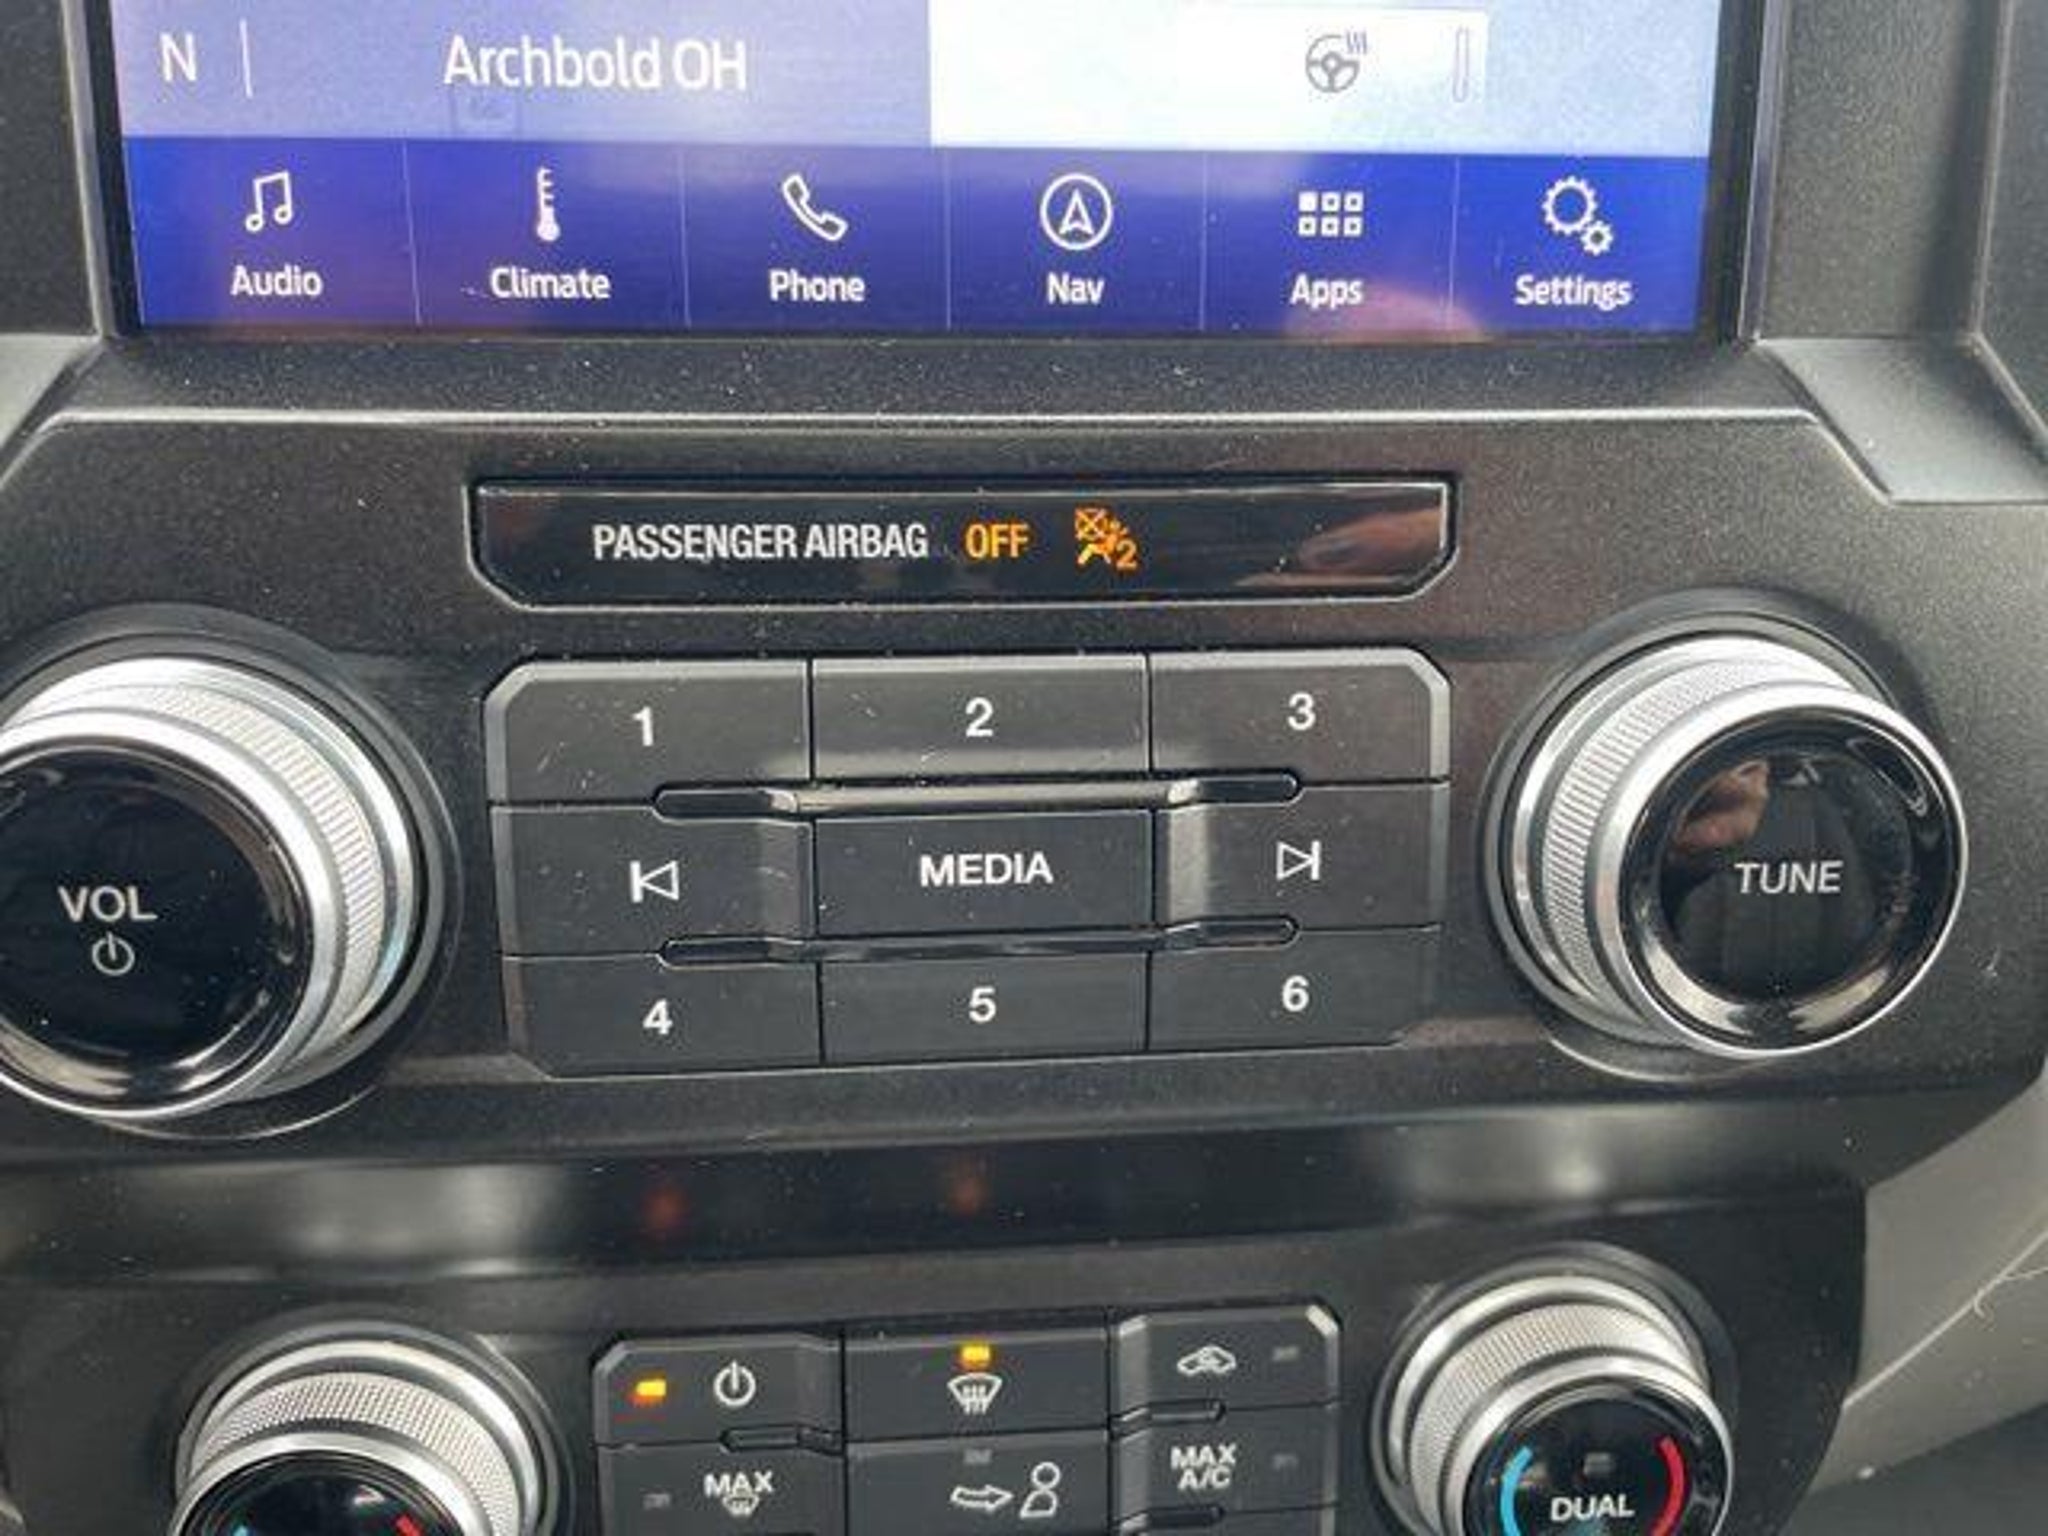 N Archbold OH
Audio Climate Phone Nav Apps Settings
PASSENGER AIRBAG OFF 2
1 2 3
VOL MEDIA TUNE
4 5 6
MAX MAX
A/C
DUAL